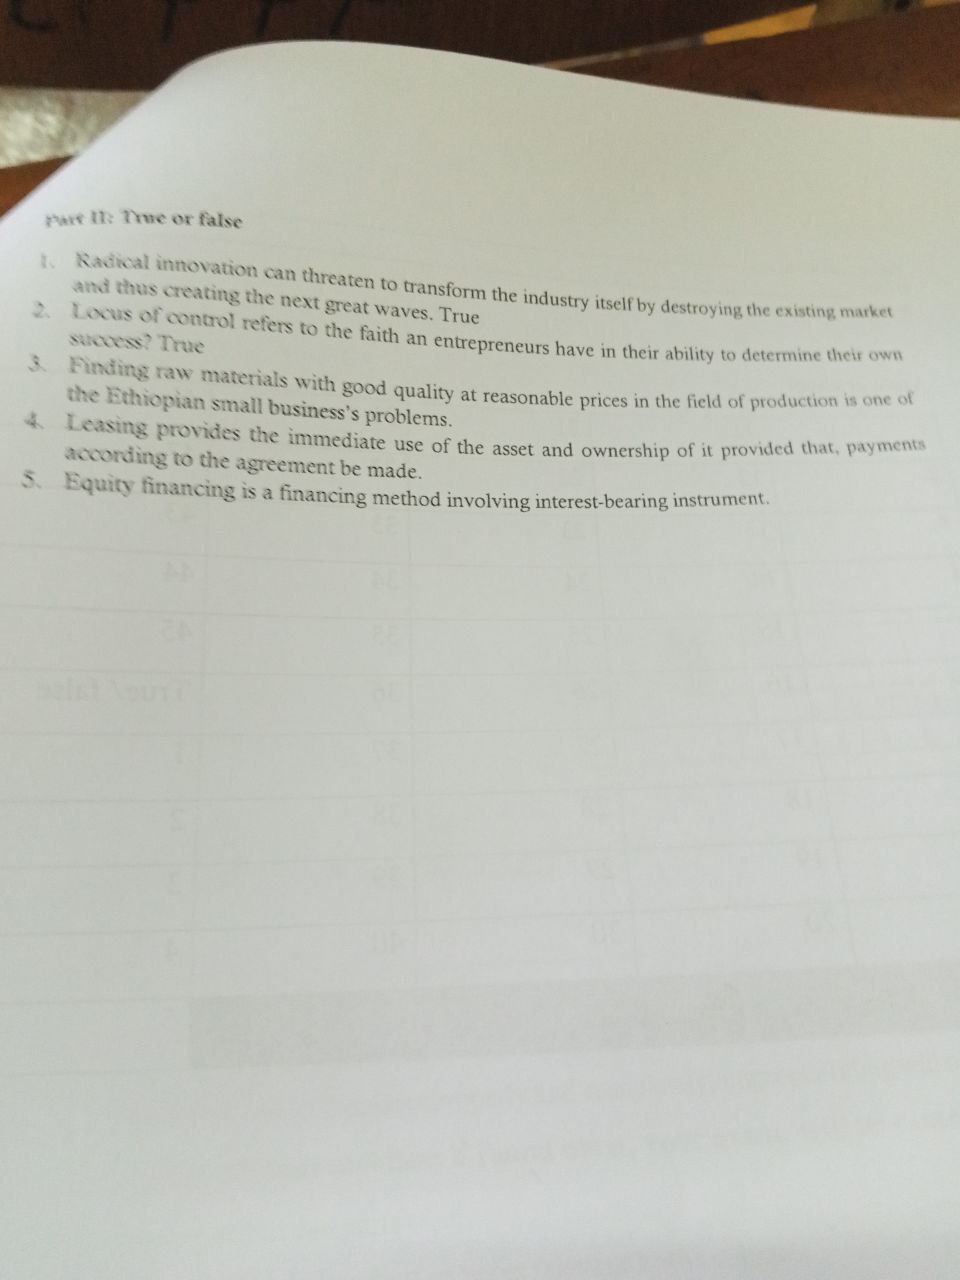 Part II: True or false
1. Radical innovation can threaten to transform the industry itself by destroying the existing market
and thus creating the next great waves. True
2. Locus of control refers to the faith an entrepreneurs have in their ability to determine their own
success? True
3. Finding raw materials with good quality at reasonable prices in the field of production is one of
the Ethiopian small business's problems.
4. Leasing provides the immediate use of the asset and ownership of it provided that, payments
according to the agreement be made.
5. Equity financing is a financing method involving interest-bearing instrument.